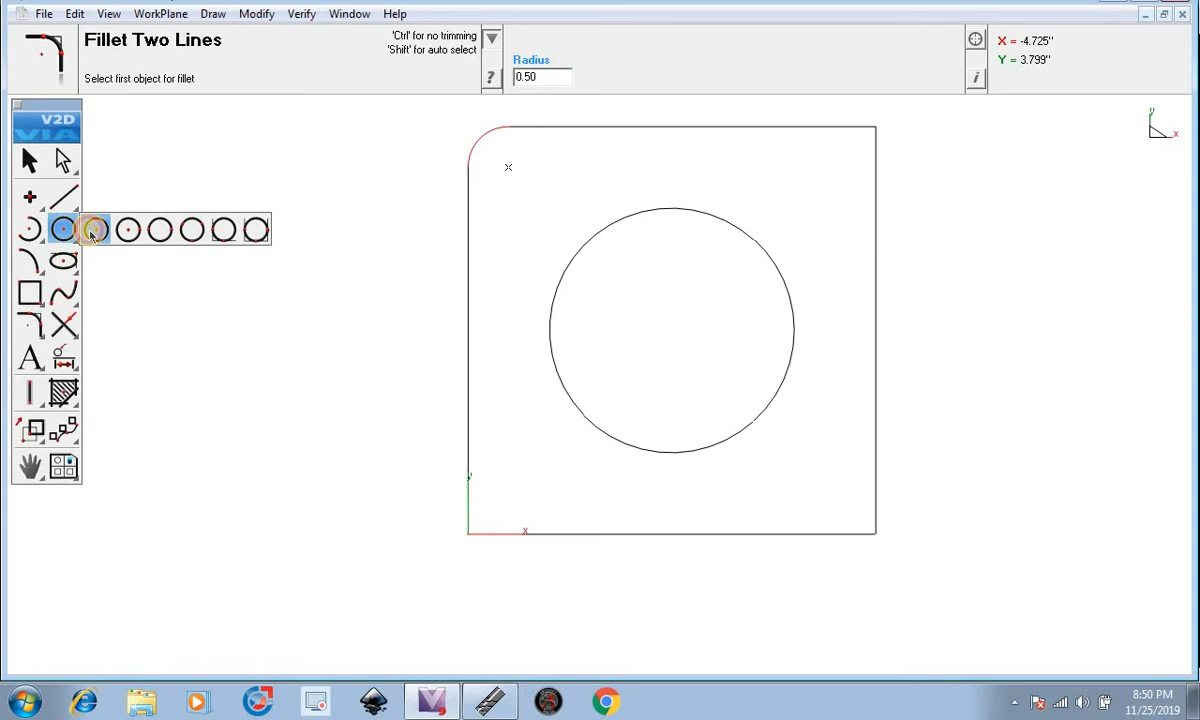 File Edit View WorkPlane Draw Modify Verify Window Help
Fillet Two Lines
'Ctrl' for no trimming
'Shift' for auto select
Select first object for fillet
?
Radius
0.50
i
X = -4.725"
Y = 3.799"
V2D
VIA
A
y
x
y
x
8:50 PM
11/25/2019